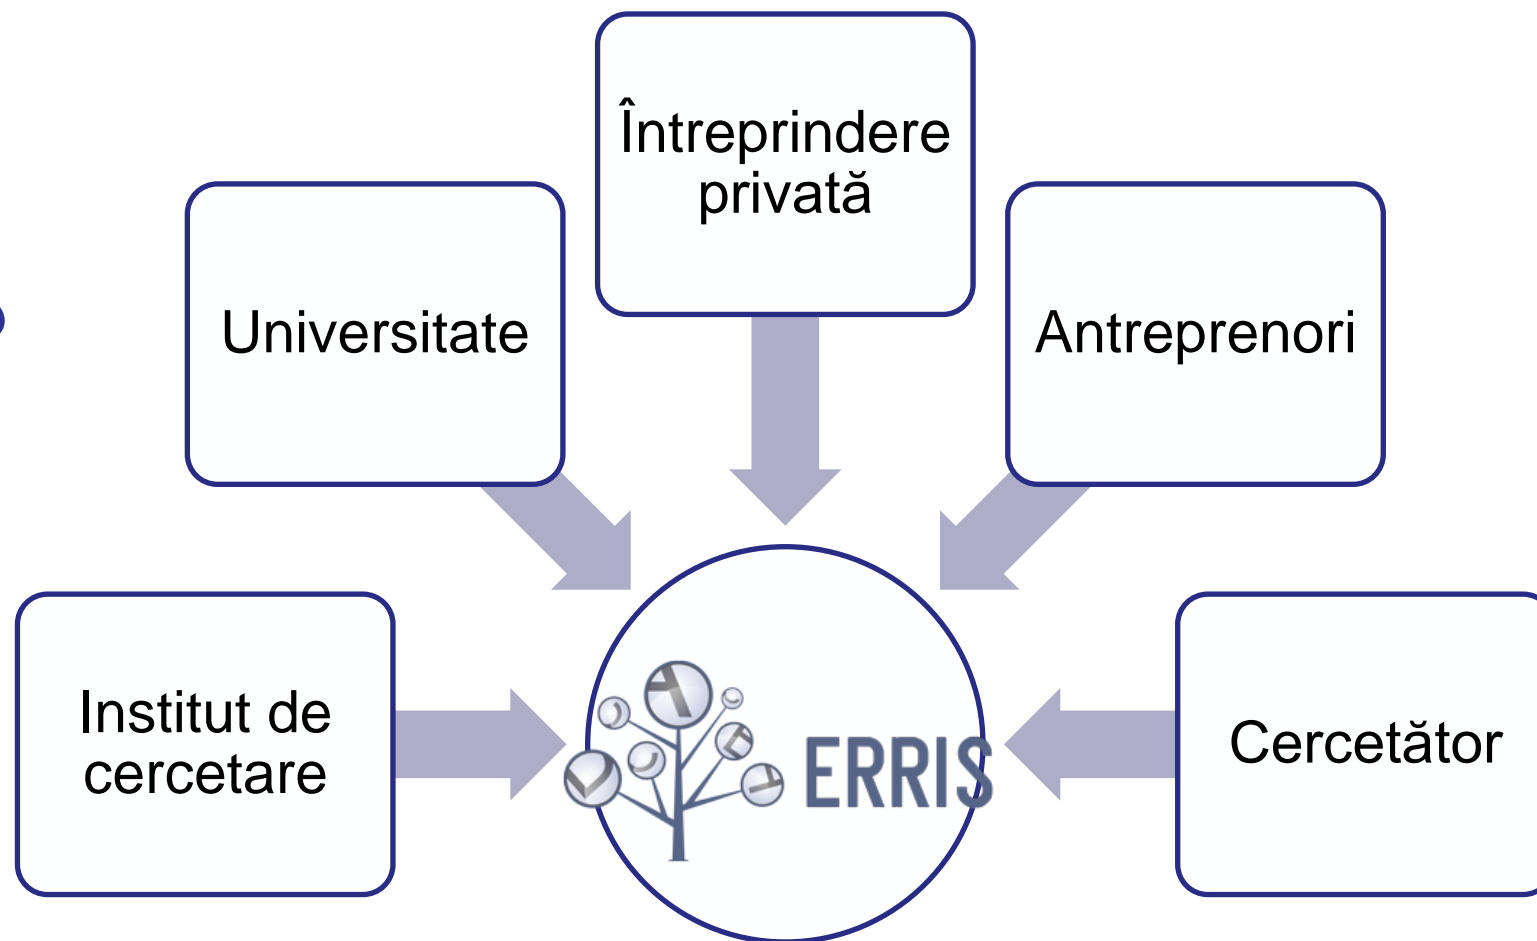 Întreprindere
privată
Universitate
Antreprenori
Institut de
cercetare
ERRIS
Cercetător